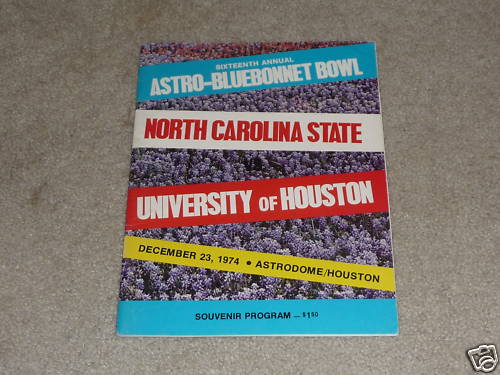 SIXTEENTH ANNUAL
ASTRO-BLUEBONNET BOWL
NORTH CAROLINA STATE
UNIVERSITY OF HOUSTON
DECEMBER 23, 1974 • ASTRODOME/HOUSTON
SOUVENIR PROGRAM — $1.50